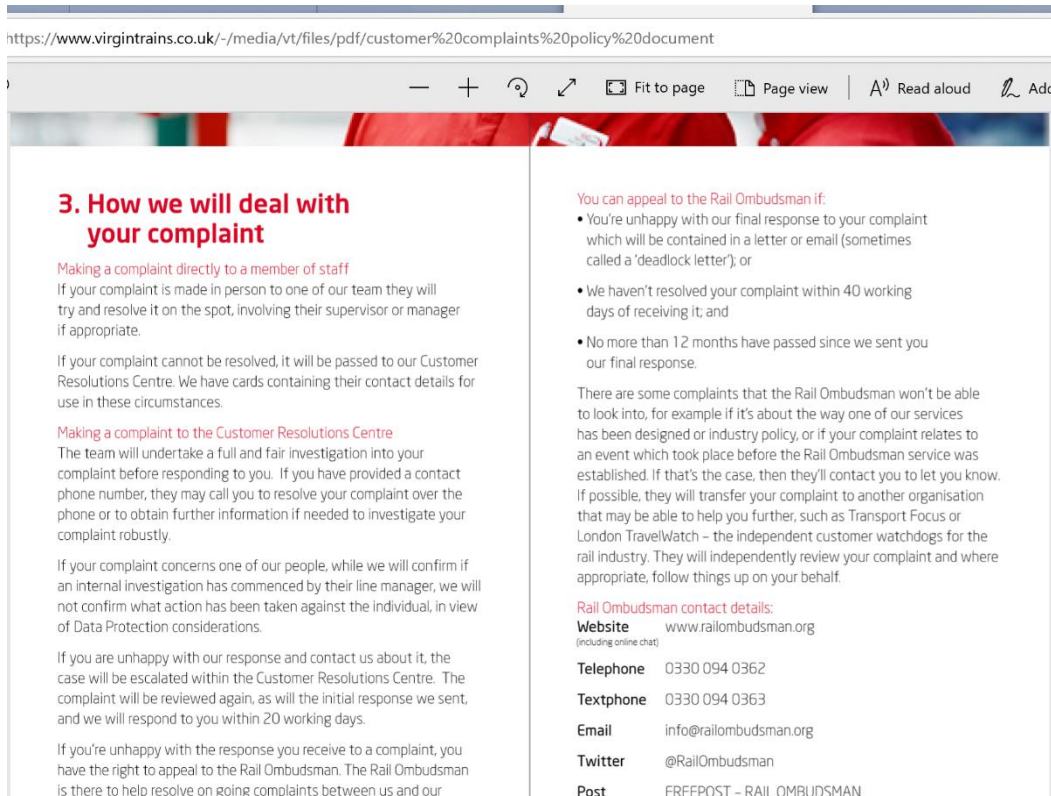 https://www.virgintrains.co.uk/-/media/vt/files/pdf/customer%20complaints%20policy%20document
Fit to page
Page view
Read aloud
Add
3. How we will deal with
your complaint
Making a complaint directly to a member of staff
If your complaint is made in person to one of our team they will
try and resolve it on the spot, involving their supervisor or manager
if appropriate.
If your complaint cannot be resolved, it will be passed to our Customer
Resolutions Centre. We have cards containing their contact details for
use in these circumstances.
Making a complaint to the Customer Resolutions Centre
The team will undertake a full and fair investigation into your
complaint before responding to you. If you have provided a contact
phone number, they may call you to resolve your complaint over the
phone or to obtain further information if needed to investigate your
complaint robustly.
If your complaint concerns one of our people, while we will confirm if
an internal investigation has commenced by their line manager, we will
not confirm what action has been taken against the individual, in view
of Data Protection considerations.
If you are unhappy with our response and contact us about it, the
case will be escalated within the Customer Resolutions Centre. The
complaint will be reviewed again, as will the initial response we sent,
and we will respond to you within 20 working days.
If you're unhappy with the response you receive to a complaint, you
have the right to appeal to the Rail Ombudsman. The Rail Ombudsman
is there to help resolve on going complaints between us and our
You can appeal to the Rail Ombudsman if:
• You're unhappy with our final response to your complaint
which will be contained in a letter or email (sometimes
called a 'deadlock letter'); or
• We haven't resolved your complaint within 40 working
days of receiving it; and
• No more than 12 months have passed since we sent you
our final response.
There are some complaints that the Rail Ombudsman won't be able
to look into, for example if it's about the way one of our services
has been designed or industry policy, or if your complaint relates to
an event which took place before the Rail Ombudsman service was
established. If that's the case, then they'll contact you to let you know.
If possible, they will transfer your complaint to another organisation
that may be able to help you further, such as Transport Focus or
London TravelWatch – the independent customer watchdogs for the
rail industry. They will independently review your complaint and where
appropriate, follow things up on your behalf.
Rail Ombudsman contact details:
Website www.railombudsman.org
(including online chat)
Telephone 0330 094 0362
Textphone 0330 094 0363
Email info@railombudsman.org
Twitter @RailOmbudsman
Post FREEPOST – RAIL OMBUDSMAN